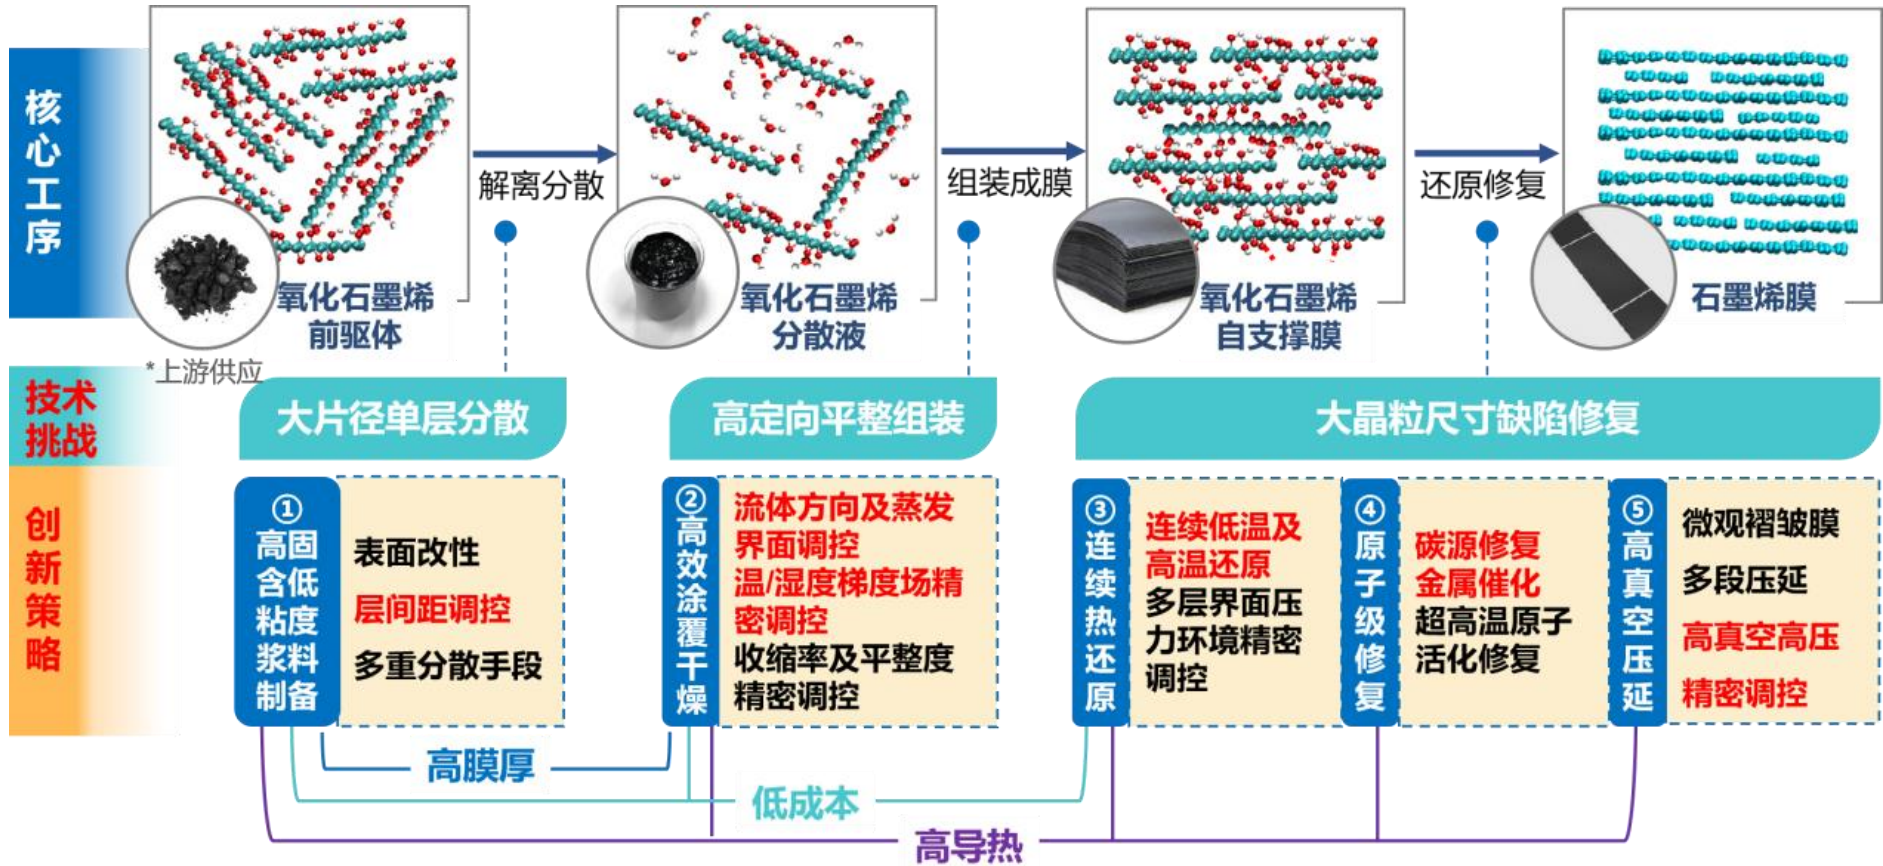 核心工序
解离分散
组装成膜
还原修复
氧化石墨烯
前驱体
*上游供应
氧化石墨烯
分散液
氧化石墨烯
自支撑膜
石墨烯膜
技术
挑战
大片径单层分散
高定向平整组装
大晶粒尺寸缺陷修复
创新策略
①
高固
含低
粘度
浆料
制备
表面改性
层间距调控
多重分散手段
②高效涂覆干燥
流体方向及蒸发
界面调控
温/湿度梯度场精
密调控
收缩率及平整度
精密调控
③连续热还原
连续低温及
高温还原
多层界面压
力环境精密
调控
④原子级修复
碳源修复
金属催化
超高温原子
活化修复
⑤高真空压延
微观褶皱膜
多段压延
高真空高压
精密调控
高膜厚
低成本
高导热